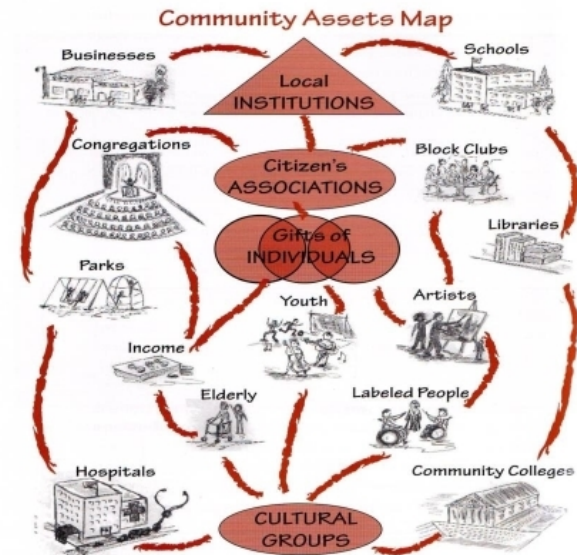 Community Assets Map
Businesses
Schools
Local
INSTITUTIONS
Congregations
Block Clubs
Citizen's
ASSOCIATIONS
Libraries
Gifts of
INDIVIDUALS
Parks
Youth
Artists
Income
Elderly
Labeled People
Hospitals
Community Colleges
CULTURAL
GROUPS